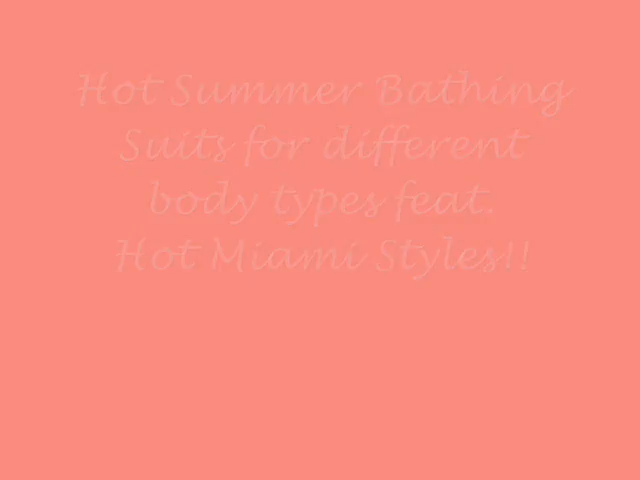 Hot Summer Bathing
Suits for different
body types feat.
Hot Miami Styles!!